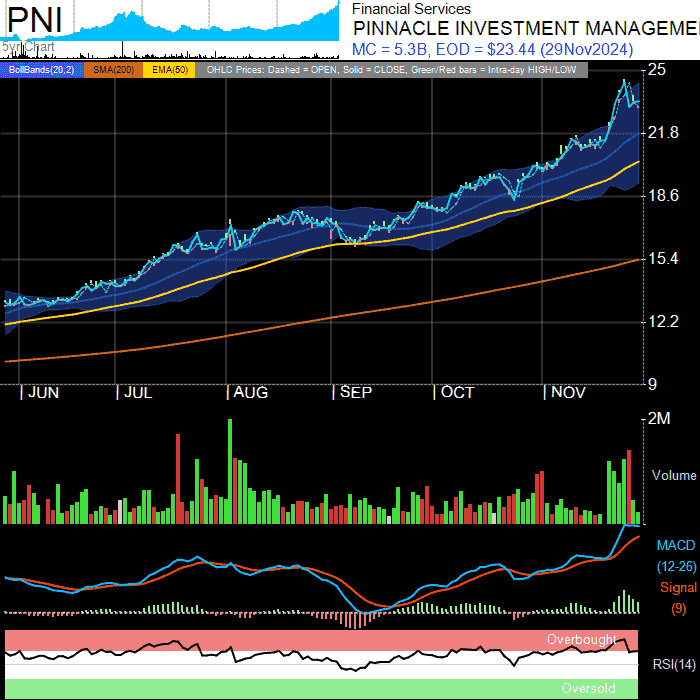 PNI
5yr Chart
Financial Services
PINNACLE INVESTMENT MANAGEME
MC = 5.3B, EOD = $23.44 (29Nov2024)
BollBands(20,2) SMA(200) EMA(50) OHLC Prices: Dashed = OPEN, Solid = CLOSE, Green/Red bars = Intra-day HIGH/LOW
25
21.8
18.6
15.4
12.2
9
JUN JUL AUG SEP OCT NOV
2M
Volume
MACD
(12-26)
Signal
(9)
Overbought
RSI(14)
Oversold